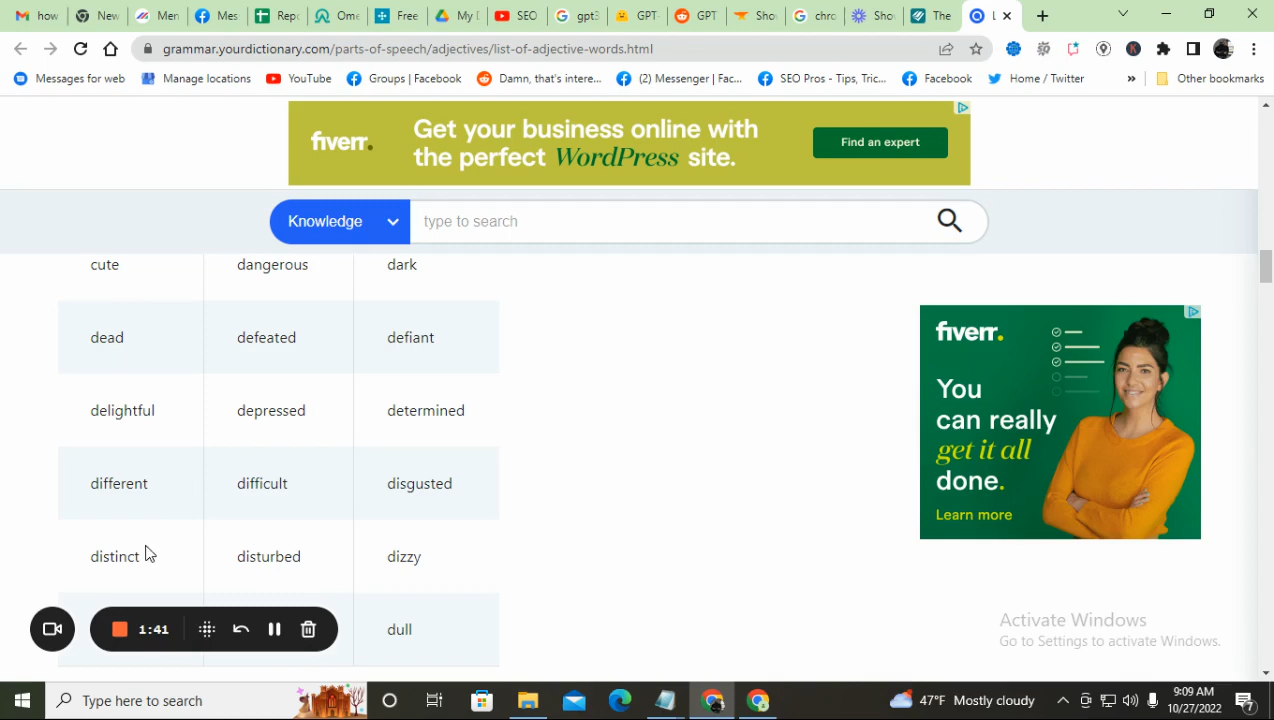 how
New
Men
Mes
Repo
Ome
Free
My D
SEO
gpt3
GPT-
GPT
Sho
chro
Sho
The
L
grammar.yourdictionary.com/parts-of-speech/adjectives/list-of-adjective-words.html
Messages for web
Manage locations
YouTube
Groups | Facebook
Damn, that's intere...
(2) Messenger | Fac...
SEO Pros - Tips, Tric...
Facebook
Home / Twitter
»
Other bookmarks
fiverr.
Get your business online with
the perfect WordPress site.
Find an expert
Knowledge
type to search
cute dangerous dark
dead defeated defiant
delightful depressed determined
different difficult disgusted
distinct disturbed dizzy
dull
fiverr.
You
can really
get it all
done.
Learn more
1:41
Activate Windows
Go to Settings to activate Windows.
Type here to search
47°F Mostly cloudy
9:09 AM
10/27/2022
7